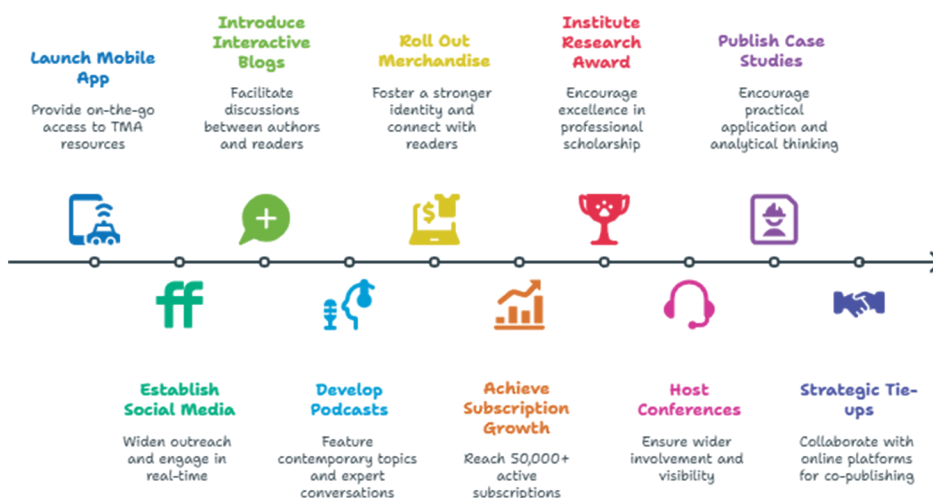 Launch Mobile
App
Provide on-the-go
access to TMA
resources
Introduce
Interactive
Blogs
Facilitate
discussions
between authors
and readers
Roll Out
Merchandise
Foster a stronger
identity and
connect with
readers
Institute
Research
Award
Encourage
excellence in
professional
scholarship
Publish Case
Studies
Encourage
practical
application and
analytical thinking
$
ff
Establish
Social Media
Widen outreach
and engage in
real-time
Develop
Podcasts
Feature
contemporary topics
and expert
conversations
Achieve
Subscription
Growth
Reach 50,000+
active
subscriptions
Host
Conferences
Ensure wider
involvement and
visibility
Strategic Tie-
ups
Collaborate with
online platforms
for co-publishing